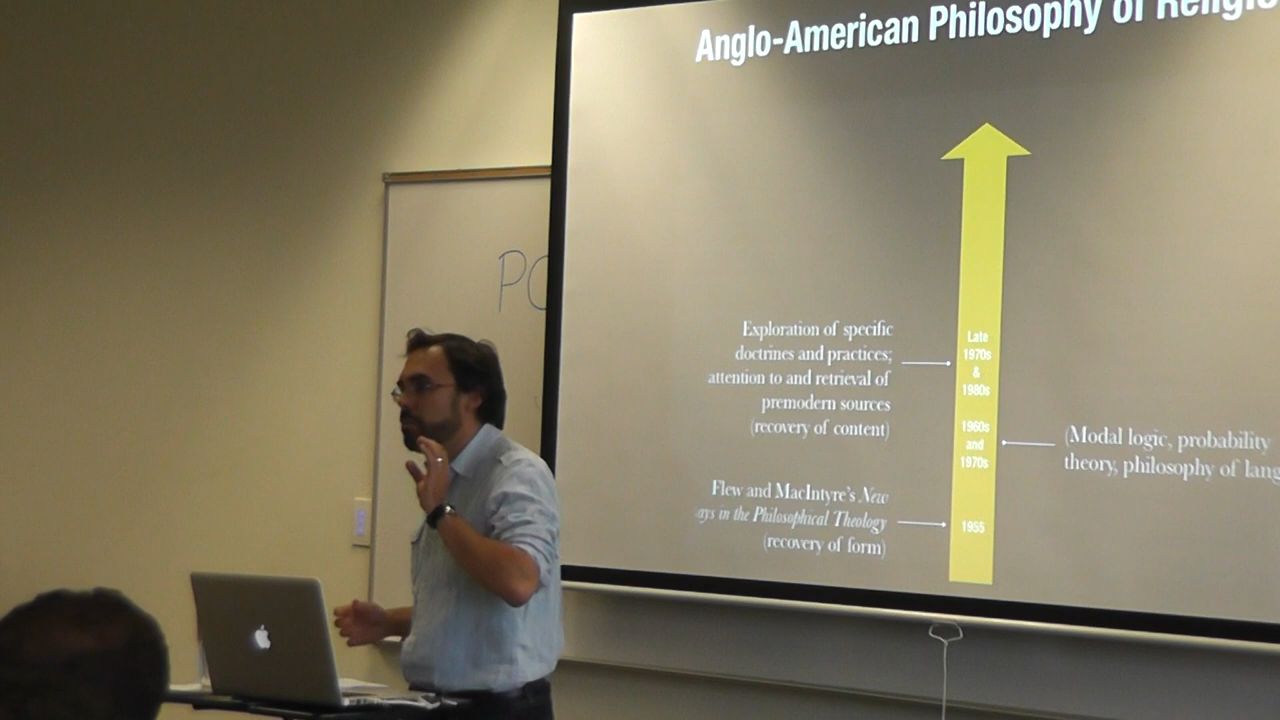 Anglo-American Philosophy of Religio
PO
Exploration of specific
doctrines and practices;
attention to and retrieval of
premodern sources
(recovery of content)
Late
1970s
&
1980s
1960s
and
1970s
(Modal logic, probability
theory, philosophy of lang
Flew and MacIntyre's New
ays in the Philosophical Theology
(recovery of form)
1955